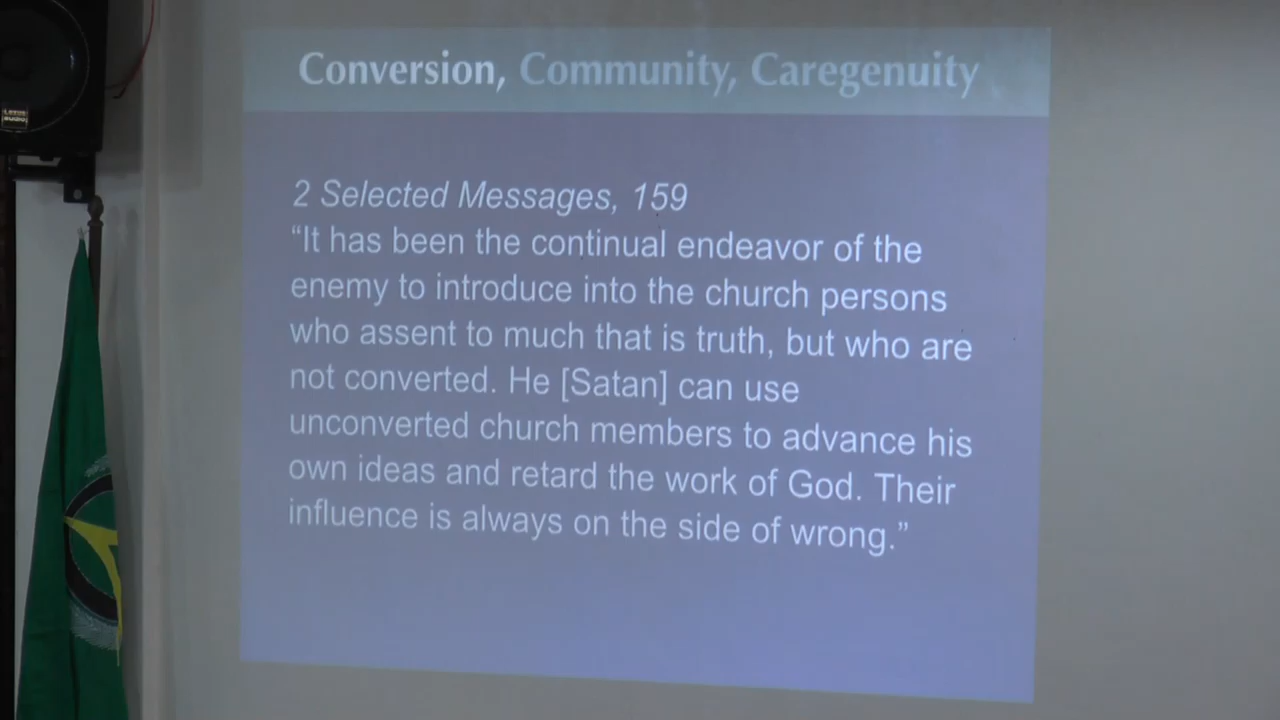 Conversion, Community, Caregenuity
2 Selected Messages, 159
“It has been the continual endeavor of the
enemy to introduce into the church persons
who assent to much that is truth, but who are
not converted. He [Satan] can use
unconverted church members to advance his
own ideas and retard the work of God. Their
influence is always on the side of wrong.”
LOTUS
audio